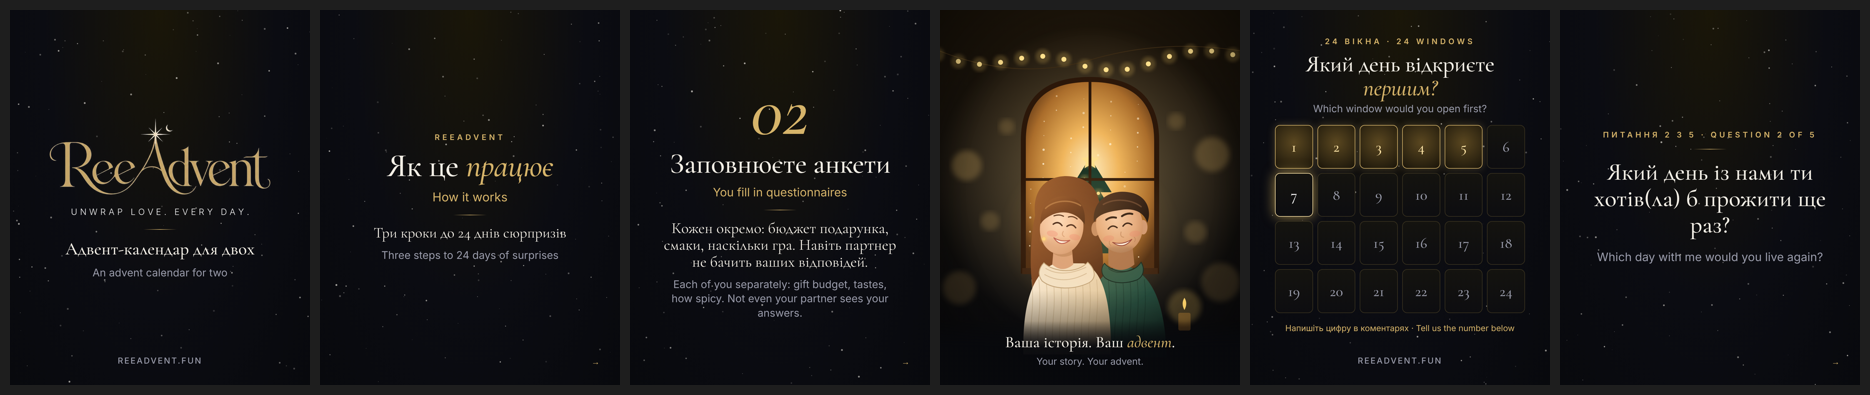 ReeAdvent
UNWRAP LOVE. EVERY DAY.
Адвент-календар для двох
An advent calendar for two
REEADVENT.FUN
REEADVENT
Як це працює
How it works
Три кроки до 24 днів сюрпризів
Three steps to 24 days of surprises
→
02
Заповнюєте анкети
You fill in questionnaires
Кожен окремо: бюджет подарунка,
смаки, наскільки гра. Навіть партнер
не бачить ваших відповідей.
Each of you separately: gift budget, tastes,
how spicy. Not even your partner sees your
answers.
→
Ваша історія. Ваш адвент.
Your story. Your advent.
24 ВІКНА · 24 WINDOWS
Який день відкриєте
першим?
Which window would you open first?
1 2 3 4 5 6
7 8 9 10 11 12
13 14 15 16 17 18
19 20 21 22 23 24
Напишіть цифру в коментарях · Tell us the number below
REEADVENT.FUN
ПИТАННЯ 2 З 5 · QUESTION 2 OF 5
Який день із нами ти
хотів(ла) б прожити ще
раз?
Which day with me would you live again?
→